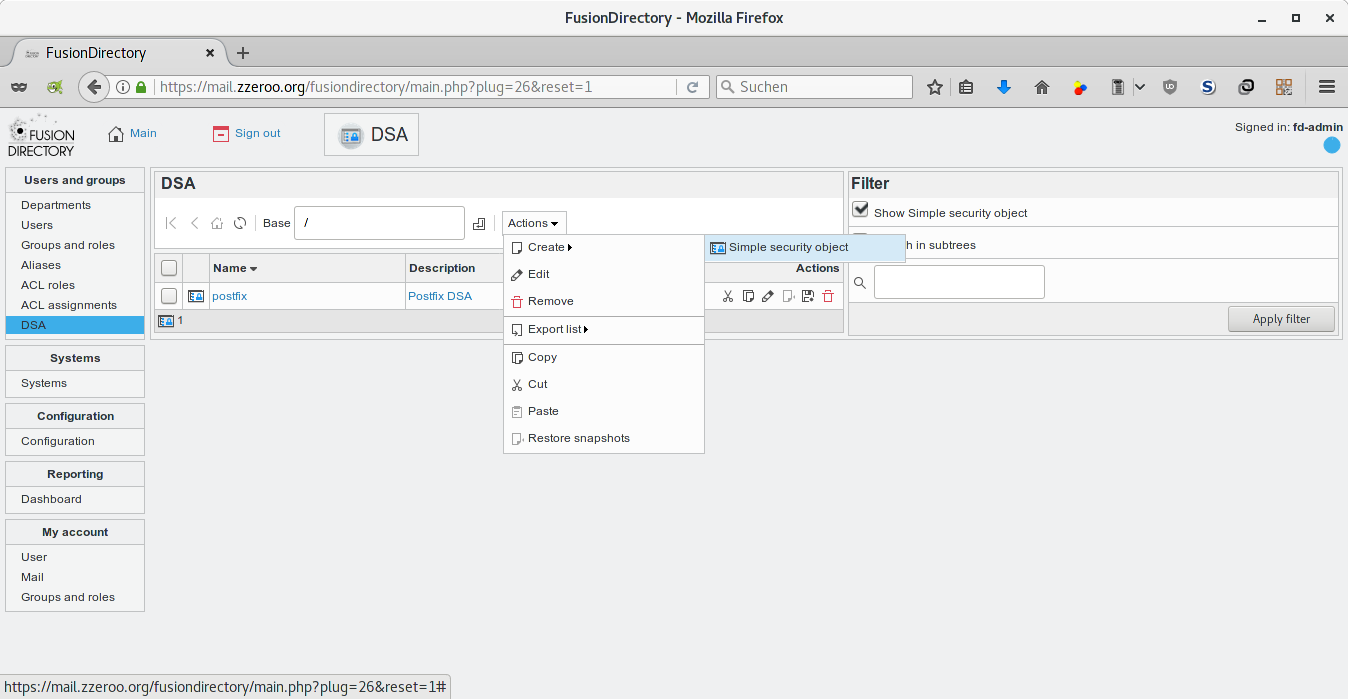 FusionDirectory - Mozilla Firefox
FusionDirectory
https://mail.zzeroo.org/fusiondirectory/main.php?plug=26&reset=1
Suchen
FUSION
DIRECTORY
Main
Sign out
DSA
Signed in: fd-admin
Users and groups
Departments
Users
Groups and roles
Aliases
ACL roles
ACL assignments
DSA
Systems
Systems
Configuration
Configuration
Reporting
Dashboard
My account
User
Mail
Groups and roles
DSA
Base
/
Actions
Name
Description
Actions
postfix
Postfix DSA
1
Create
Edit
Remove
Export list
Copy
Cut
Paste
Restore snapshots
Simple security object
Filter
Show Simple security object
h in subtrees
Apply filter
https://mail.zzeroo.org/fusiondirectory/main.php?plug=26&reset=1#